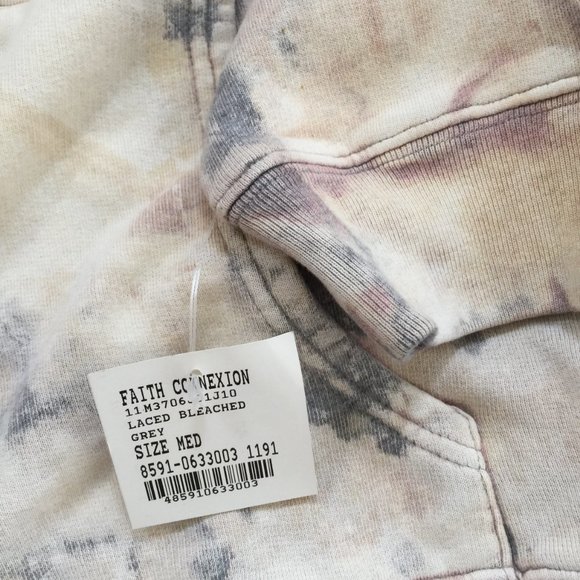 FAITH CONNEXION
LACED BLEACHED
GREY
SIZE MED
8591-0633003 1191
485910633003